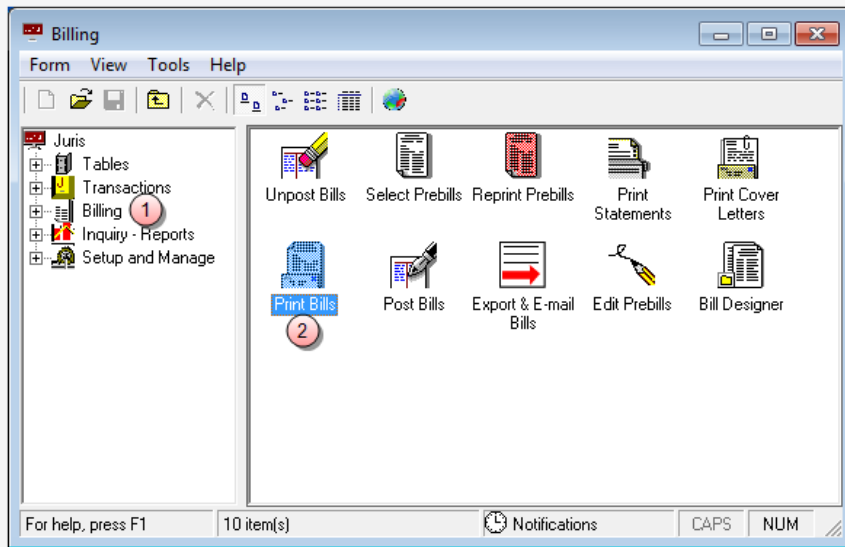 Billing
Form View Tools Help
Juris
Tables
Transactions
Billing 1
Inquiry - Reports
Setup and Manage
Unpost Bills Select Prebills Reprint Prebills Print Statements Print Cover Letters
Print Bills Post Bills Export & E-mail Bills Edit Prebills Bill Designer
2
For help, press F1 10 item(s) Notifications CAPS NUM